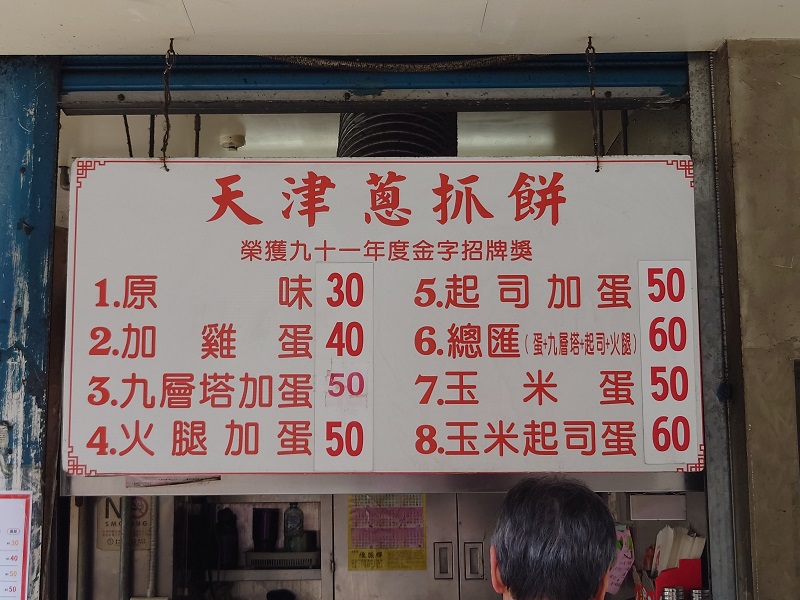 天津蔥抓餅
榮獲九十一年度金字招牌獎
1.原味 30
2.加雞蛋 40
3.九層塔加蛋 50
4.火腿加蛋 50
5.起司加蛋 50
6.總匯(蛋+九層塔+起司+火腿) 60
7.玉米蛋 50
8.玉米起司蛋 60